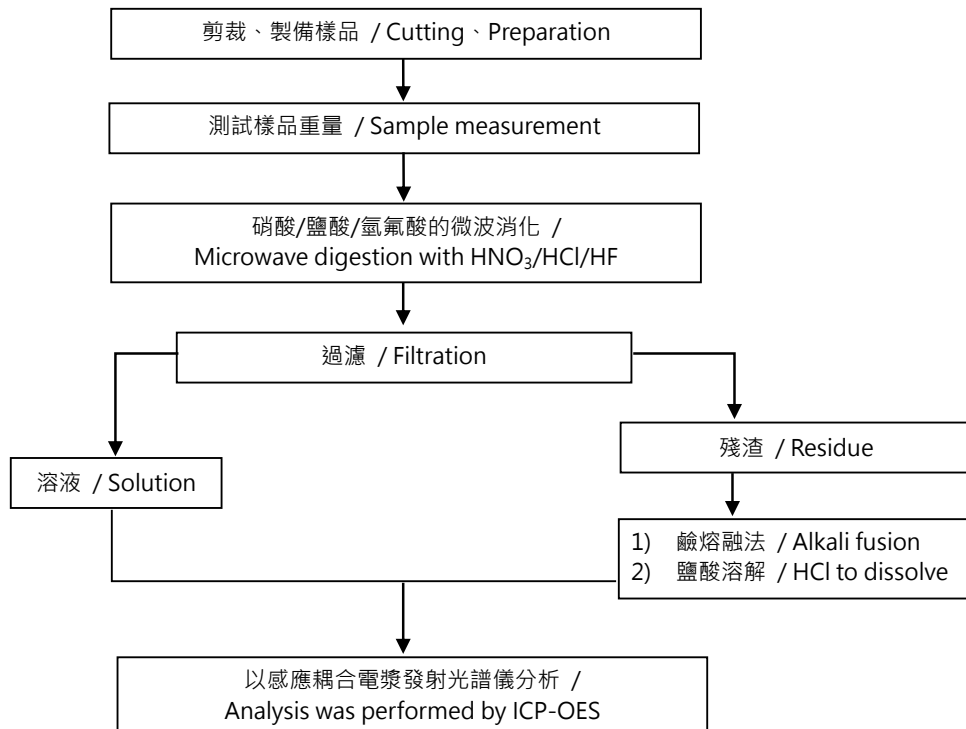 剪裁、製備樣品 / Cutting、Preparation
測試樣品重量 / Sample measurement
硝酸/鹽酸/氫氟酸的微波消化 /
Microwave digestion with HNO₃/HCl/HF
過濾 / Filtration
溶液 / Solution
殘渣 / Residue
1) 鹼熔融法 / Alkali fusion
2) 鹽酸溶解 / HCl to dissolve
以感應耦合電漿發射光譜儀分析 /
Analysis was performed by ICP-OES